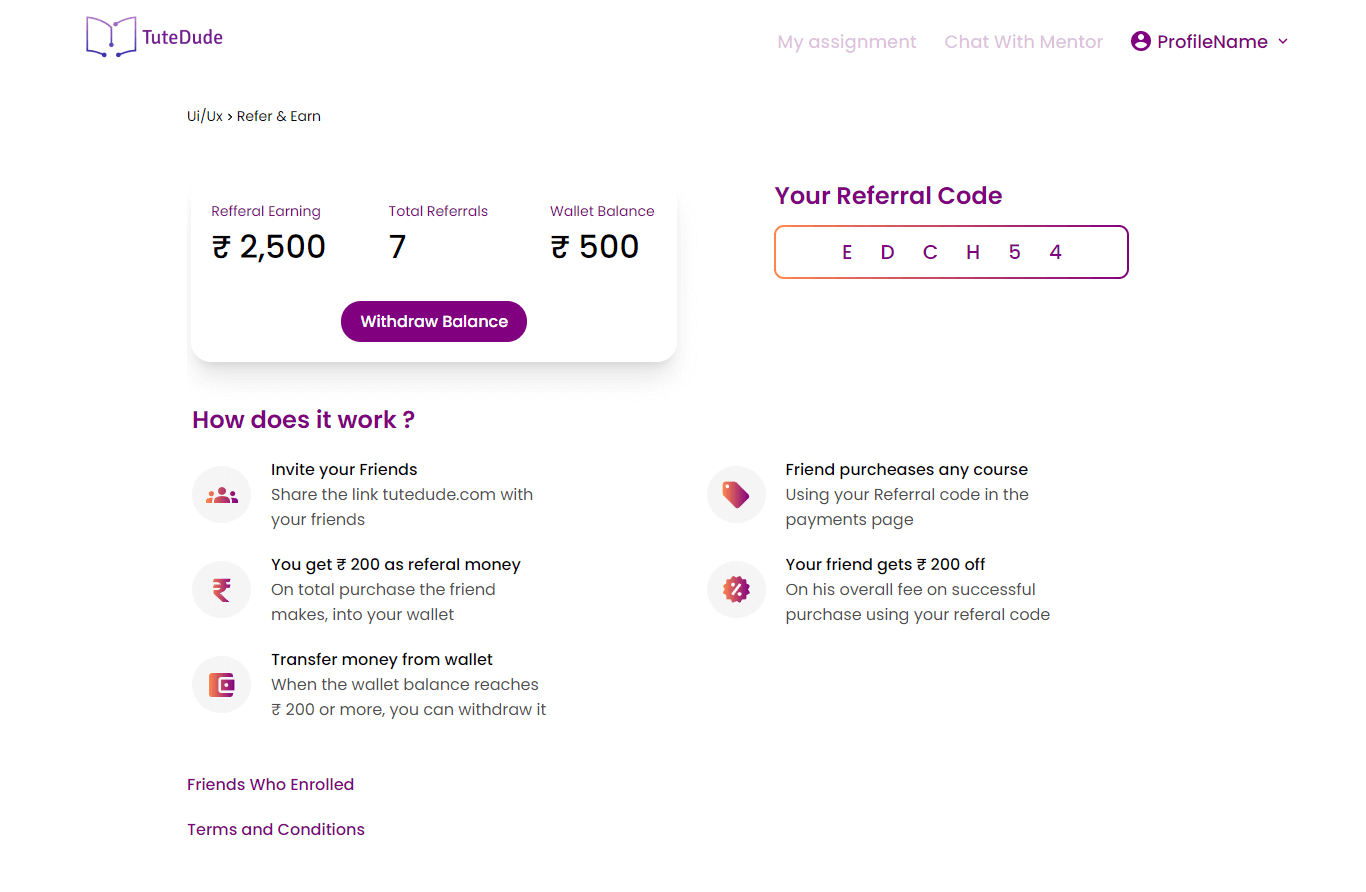 TuteDude
My assignment Chat With Mentor ProfileName
Ui/Ux > Refer & Earn
Refferal Earning
₹ 2,500
Total Referrals
7
Wallet Balance
₹ 500
Withdraw Balance
Your Referral Code
E D C H 5 4
How does it work ?
Invite your Friends
Share the link tutedude.com with
your friends
Friend purcheases any course
Using your Referral code in the
payments page
You get ₹ 200 as referal money
On total purchase the friend
makes, into your wallet
Your friend gets ₹ 200 off
On his overall fee on successful
purchase using your referal code
Transfer money from wallet
When the wallet balance reaches
₹ 200 or more, you can withdraw it
Friends Who Enrolled
Terms and Conditions